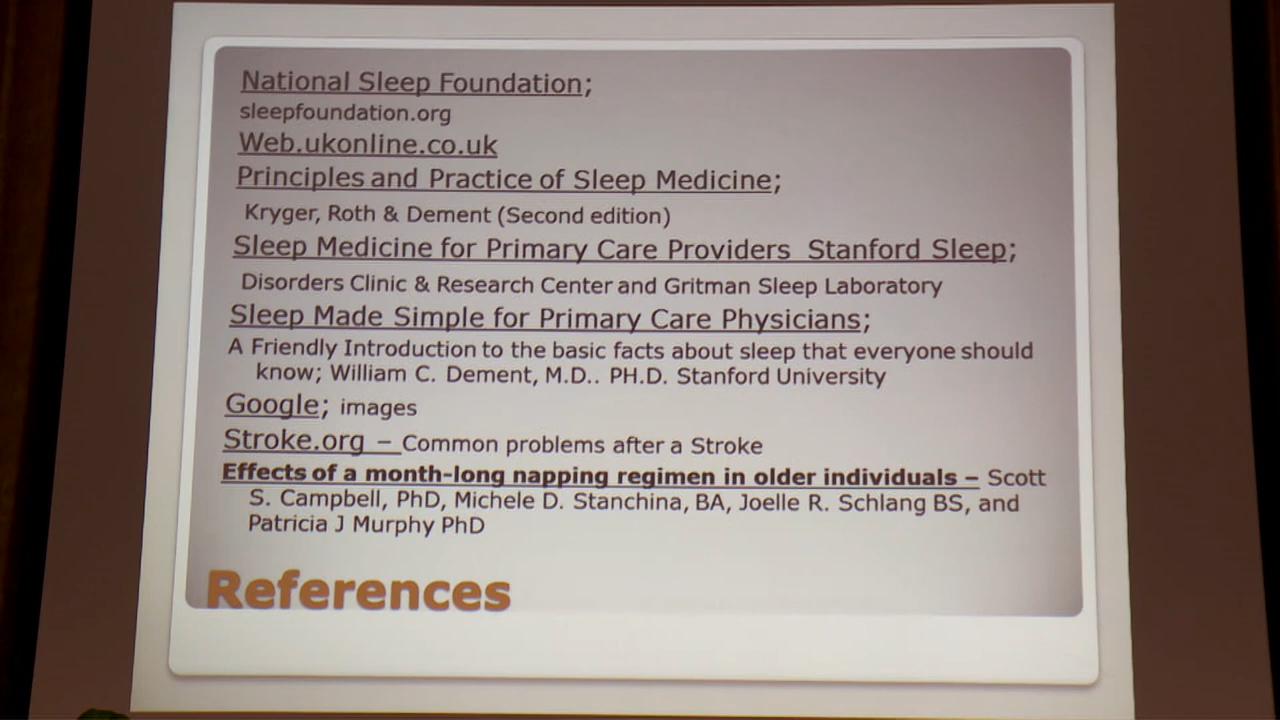 National Sleep Foundation;
sleepfoundation.org
Web.ukonline.co.uk
Principles and Practice of Sleep Medicine;
Kryger, Roth & Dement (Second edition)
Sleep Medicine for Primary Care Providers Stanford Sleep;
Disorders Clinic & Research Center and Gritman Sleep Laboratory
Sleep Made Simple for Primary Care Physicians;
A Friendly Introduction to the basic facts about sleep that everyone should
know; William C. Dement, M.D.. PH.D. Stanford University
Google; images
Stroke.org – Common problems after a Stroke
Effects of a month-long napping regimen in older individuals – Scott
S. Campbell, PhD, Michele D. Stanchina, BA, Joelle R. Schlang BS, and
Patricia J Murphy PhD
References